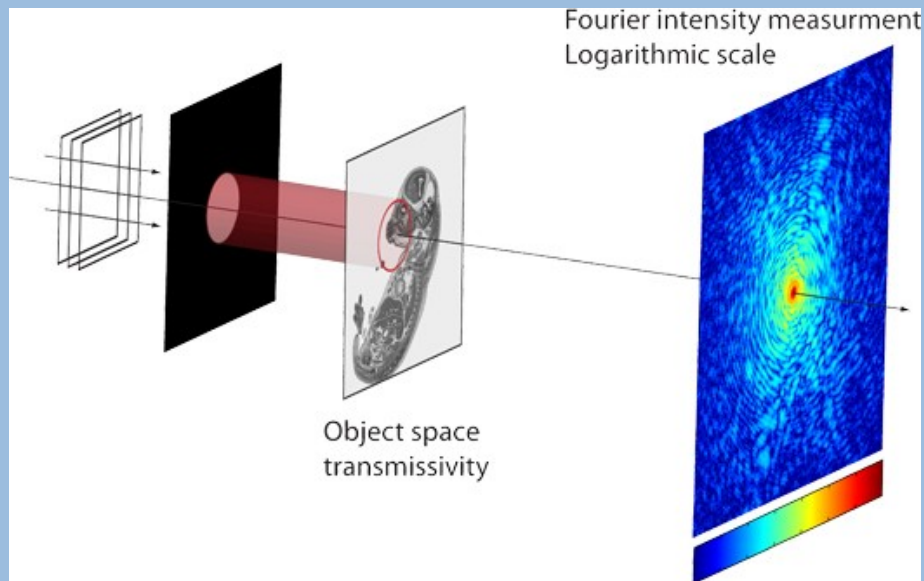 Fourier intensity measurment
Logarithmic scale
Object space
transmissivity